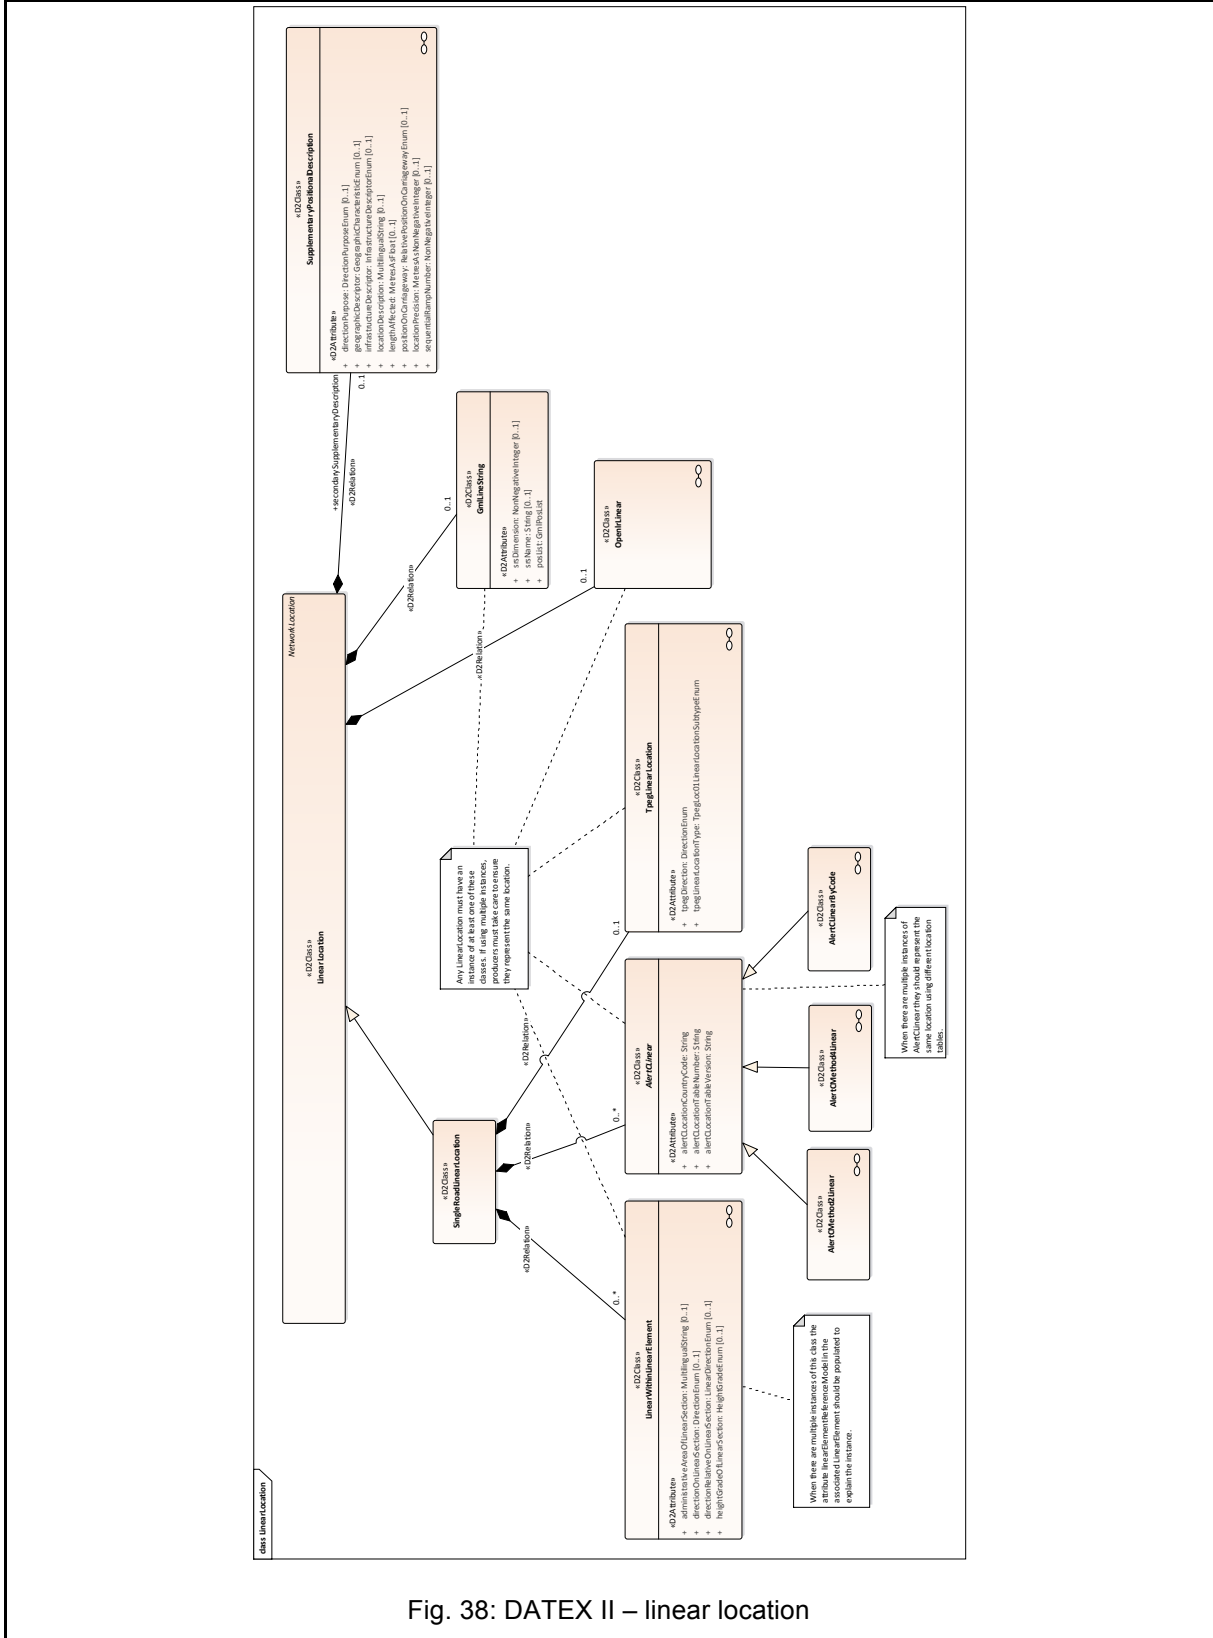 class LinearLocation
«D2Class»
LinearLocation
NetworkLocation
«D2Class»
SupplementaryPositionalDescription
«D2Attribute»
+ directionPurpose: DirectionPurposeEnum [0..1]
+ geographicDescriptor: GeographicCharacteristicEnum [0..1]
+ infrastructureDescriptor: InfrastructureDescriptorEnum [0..1]
+ locationDescription: MultilingualString [0..1]
+ lengthAffected: MetresAsFloat [0..1]
+ positionOnCarriageway: RelativePositionOnCarriagewayEnum [0..1]
+ locationPrecision: MetresAsNonNegativeInteger [0..1]
+ sequentialRampNumber: NonNegativeInteger [0..1]
+secondarySupplementaryDescription
0..1
«D2Relation»
«D2Class»
GmlLineString
«D2Attribute»
+ srsDimension: NonNegativeInteger [0..1]
+ srsName: String [0..1]
+ posList: GmlPosList
0..1
«D2Relation»
«D2Class»
OpenlrLinear
0..1
«D2Relation»
Any LinearLocation must have an
instance of at least one of these
classes. If using multiple instances,
producers must take care to ensure
they represent the same location.
«D2Class»
SingleRoadLinearLocation
«D2Relation»
«D2Relation»
«D2Relation»
«D2Class»
LinearWithinLinearElement
«D2Attribute»
+ administrativeAreaOfLinearSection: MultilingualString [0..1]
+ directionOnLinearSection: DirectionEnum [0..1]
+ directionRelativeOnLinearSection: LinearDirectionEnum [0..1]
+ heightGradeOfLinearSection: HeightGradeEnum [0..1]
0..*
«D2Class»
AlertCLinear
«D2Attribute»
+ alertCLocationCountryCode: String
+ alertCLocationTableNumber: String
+ alertCLocationTableVersion: String
0..*
«D2Class»
TpegLinearLocation
«D2Attribute»
+ tpegDirection: DirectionEnum
+ tpegLinearLocationType: TpegLoc01LinearLocationSubtypeEnum
0..1
«D2Class»
AlertCMethod2Linear
«D2Class»
AlertCMethod4Linear
«D2Class»
AlertCLinearByCode
When there are multiple instances of this class the
attribute linearElementReferenceModel in the
associated LinearElement should be populated to
explain the instance.
When there are multiple instances of
AlertCLinear they should represent the
same location using different location
tables.
Fig. 38: DATEX II – linear location